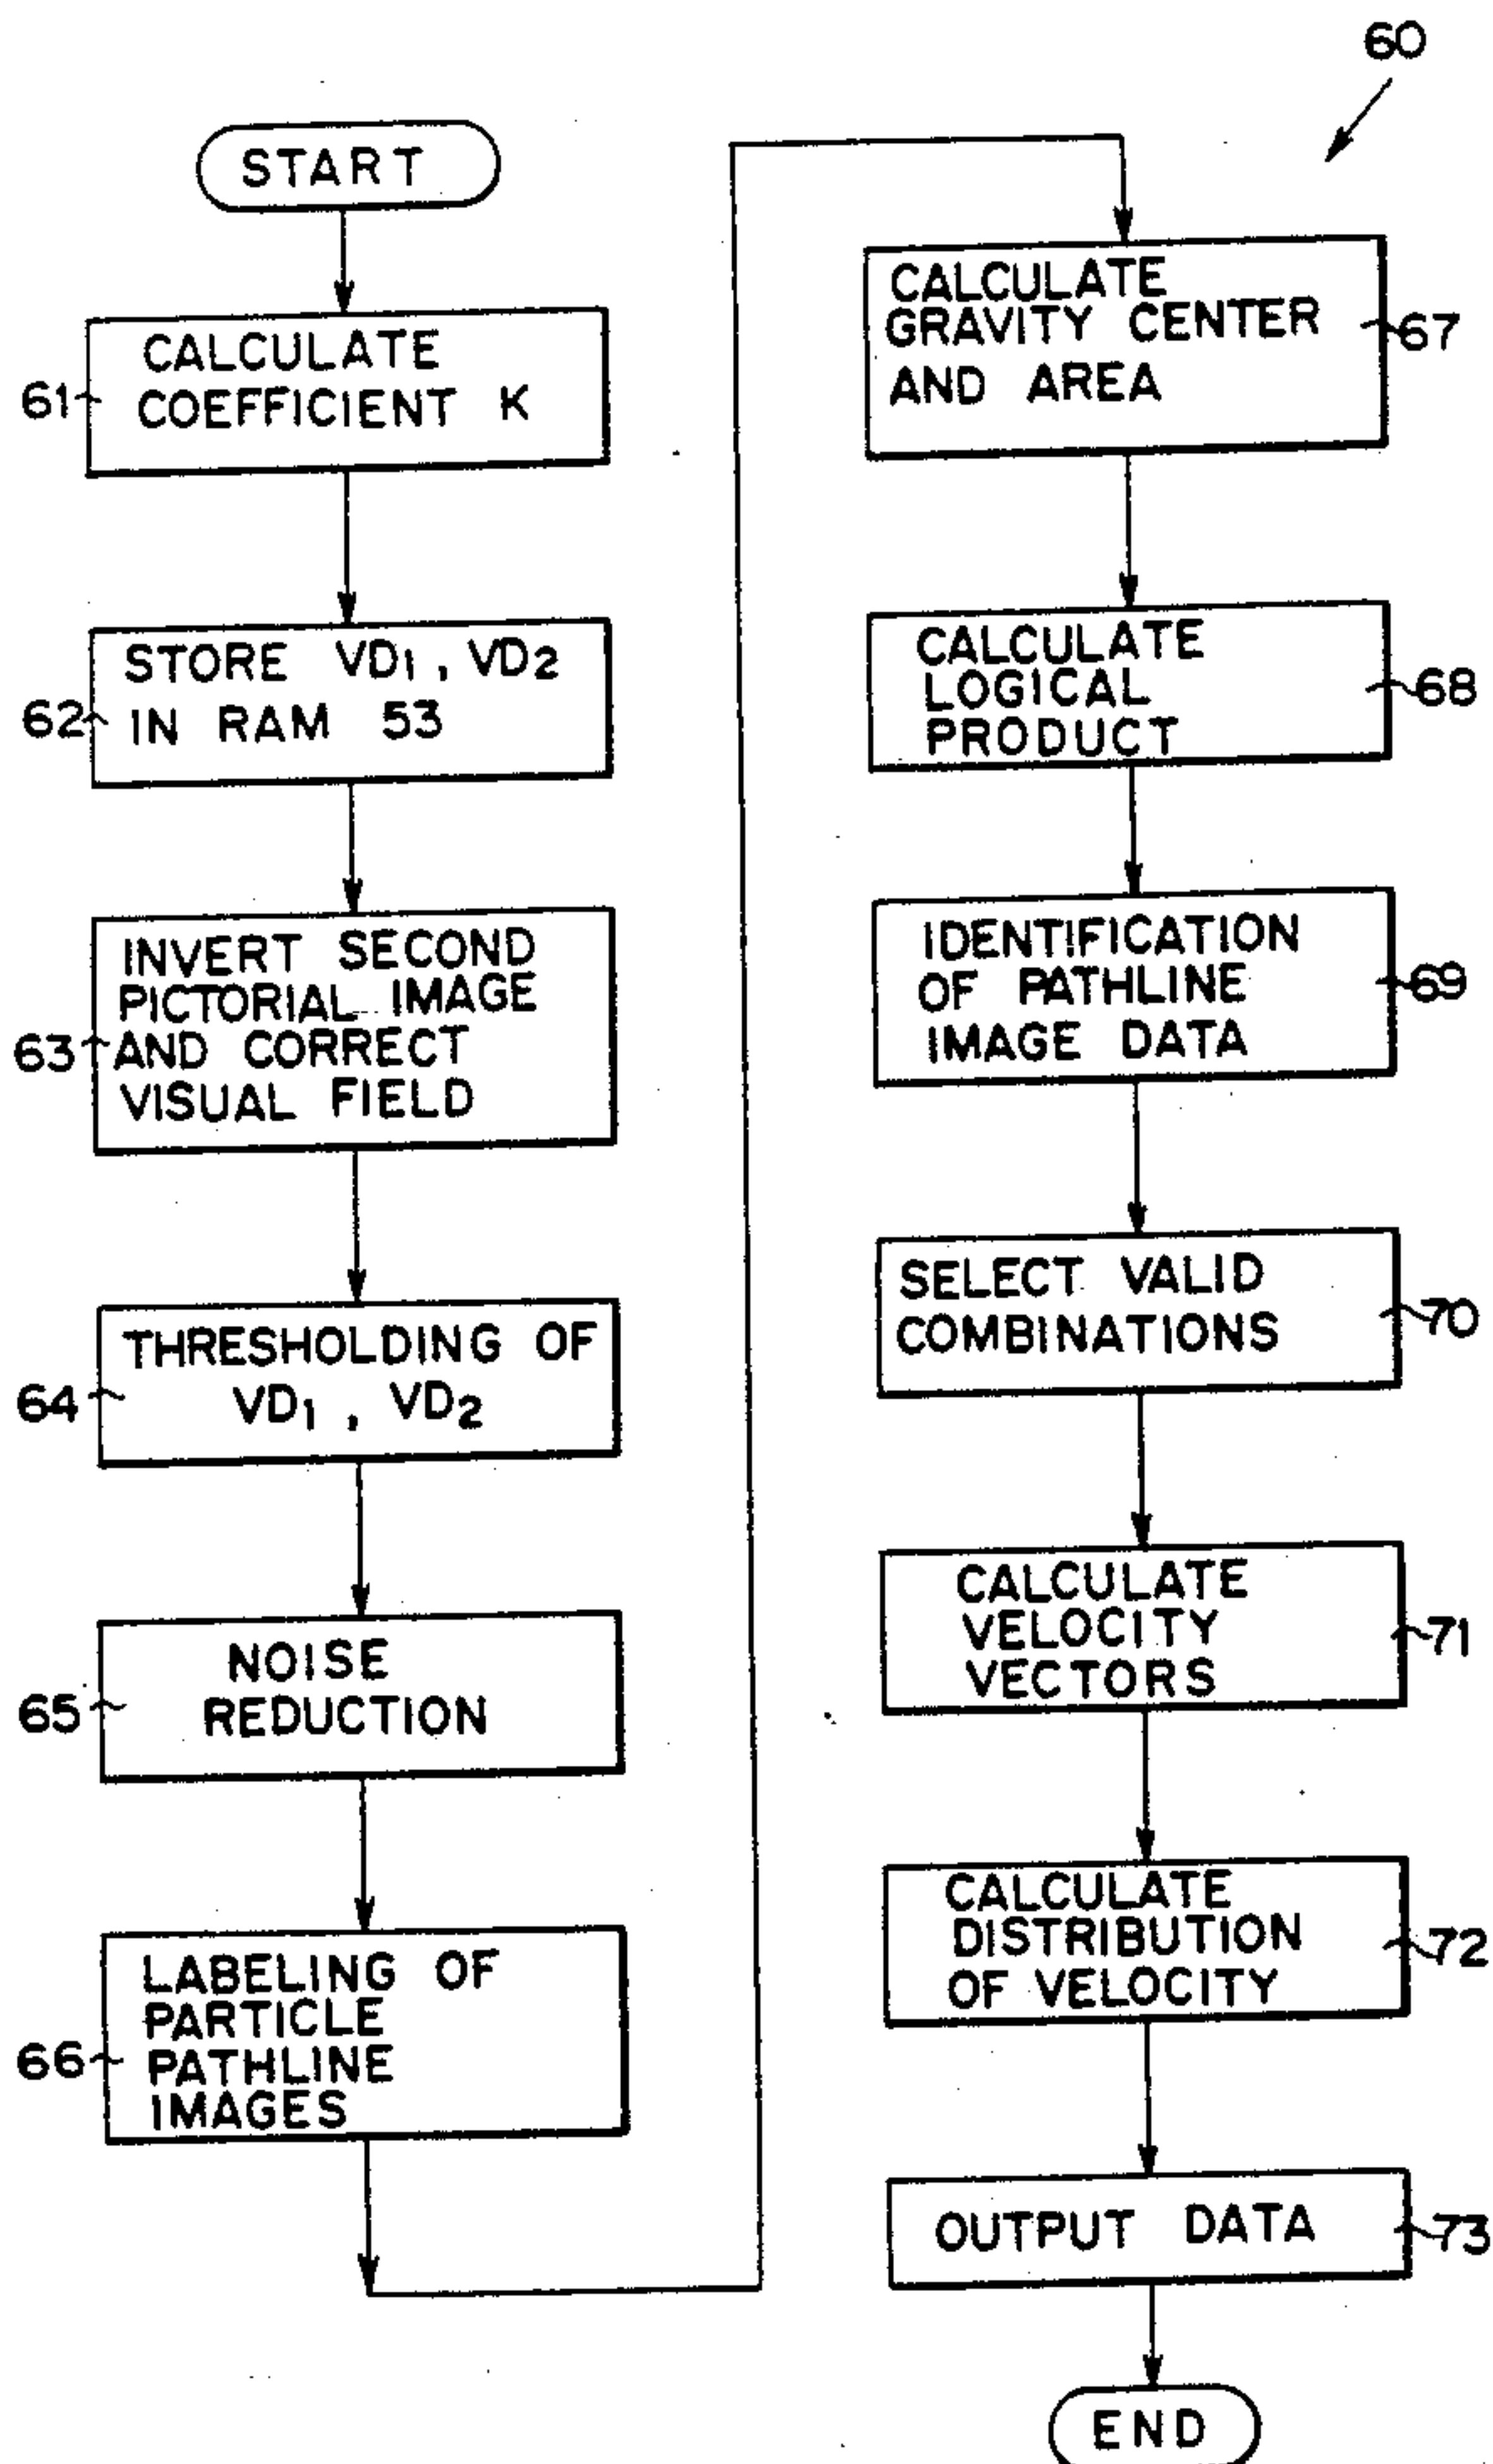 60
START
CALCULATE
COEFFICIENT K
61
STORE VD1, VD2
IN RAM 53
62
INVERT SECOND
PICTORIAL IMAGE
AND CORRECT
VISUAL FIELD
63
THRESHOLDING OF
VD1, VD2
64
NOISE
REDUCTION
65
LABELING OF
PARTICLE
PATHLINE
IMAGES
66
CALCULATE
GRAVITY CENTER
AND AREA
67
CALCULATE
LOGICAL
PRODUCT
68
IDENTIFICATION
OF PATHLINE
IMAGE DATA
69
SELECT VALID
COMBINATIONS
70
CALCULATE
VELOCITY
VECTORS
71
CALCULATE
DISTRIBUTION
OF VELOCITY
72
OUTPUT DATA
73
END